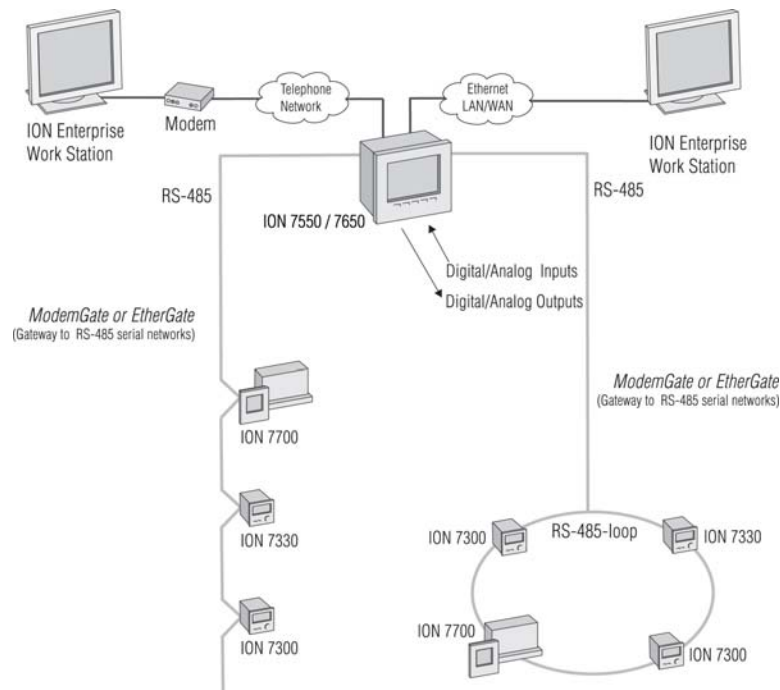 Telephone
Network
Ethernet
LAN/WAN
Modem
ION Enterprise
Work Station
ION Enterprise
Work Station
RS-485
RS-485
ION 7550 / 7650
Digital/Analog Inputs
Digital/Analog Outputs
ModemGate or EtherGate
(Gateway to RS-485 serial networks)
ModemGate or EtherGate
(Gateway to RS-485 serial networks)
ION 7700
ION 7330
ION 7300
ION 7300
RS-485-loop
ION 7330
ION 7700
ION 7300